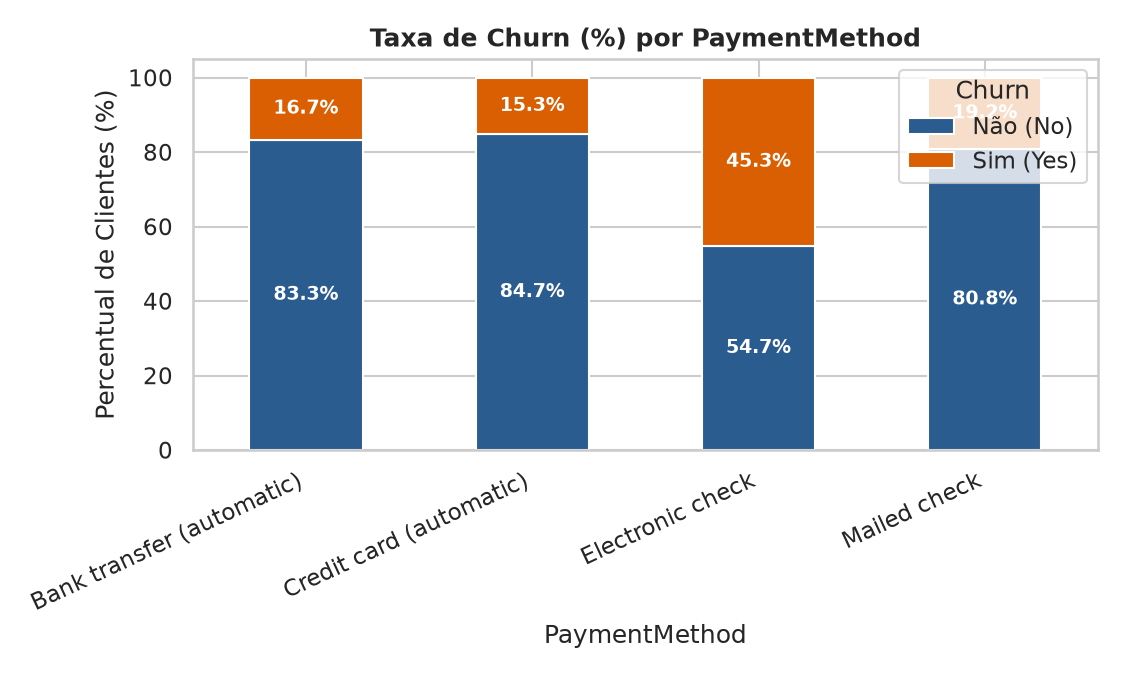 Taxa de Churn (%) por PaymentMethod
Percentual de Clientes (%)
100
80
60
40
20
0
16.7%
15.3%
45.3%
19.2%
83.3%
84.7%
54.7%
80.8%
Churn
Não (No)
Sim (Yes)
Bank transfer (automatic)
Credit card (automatic)
Electronic check
Mailed check
PaymentMethod